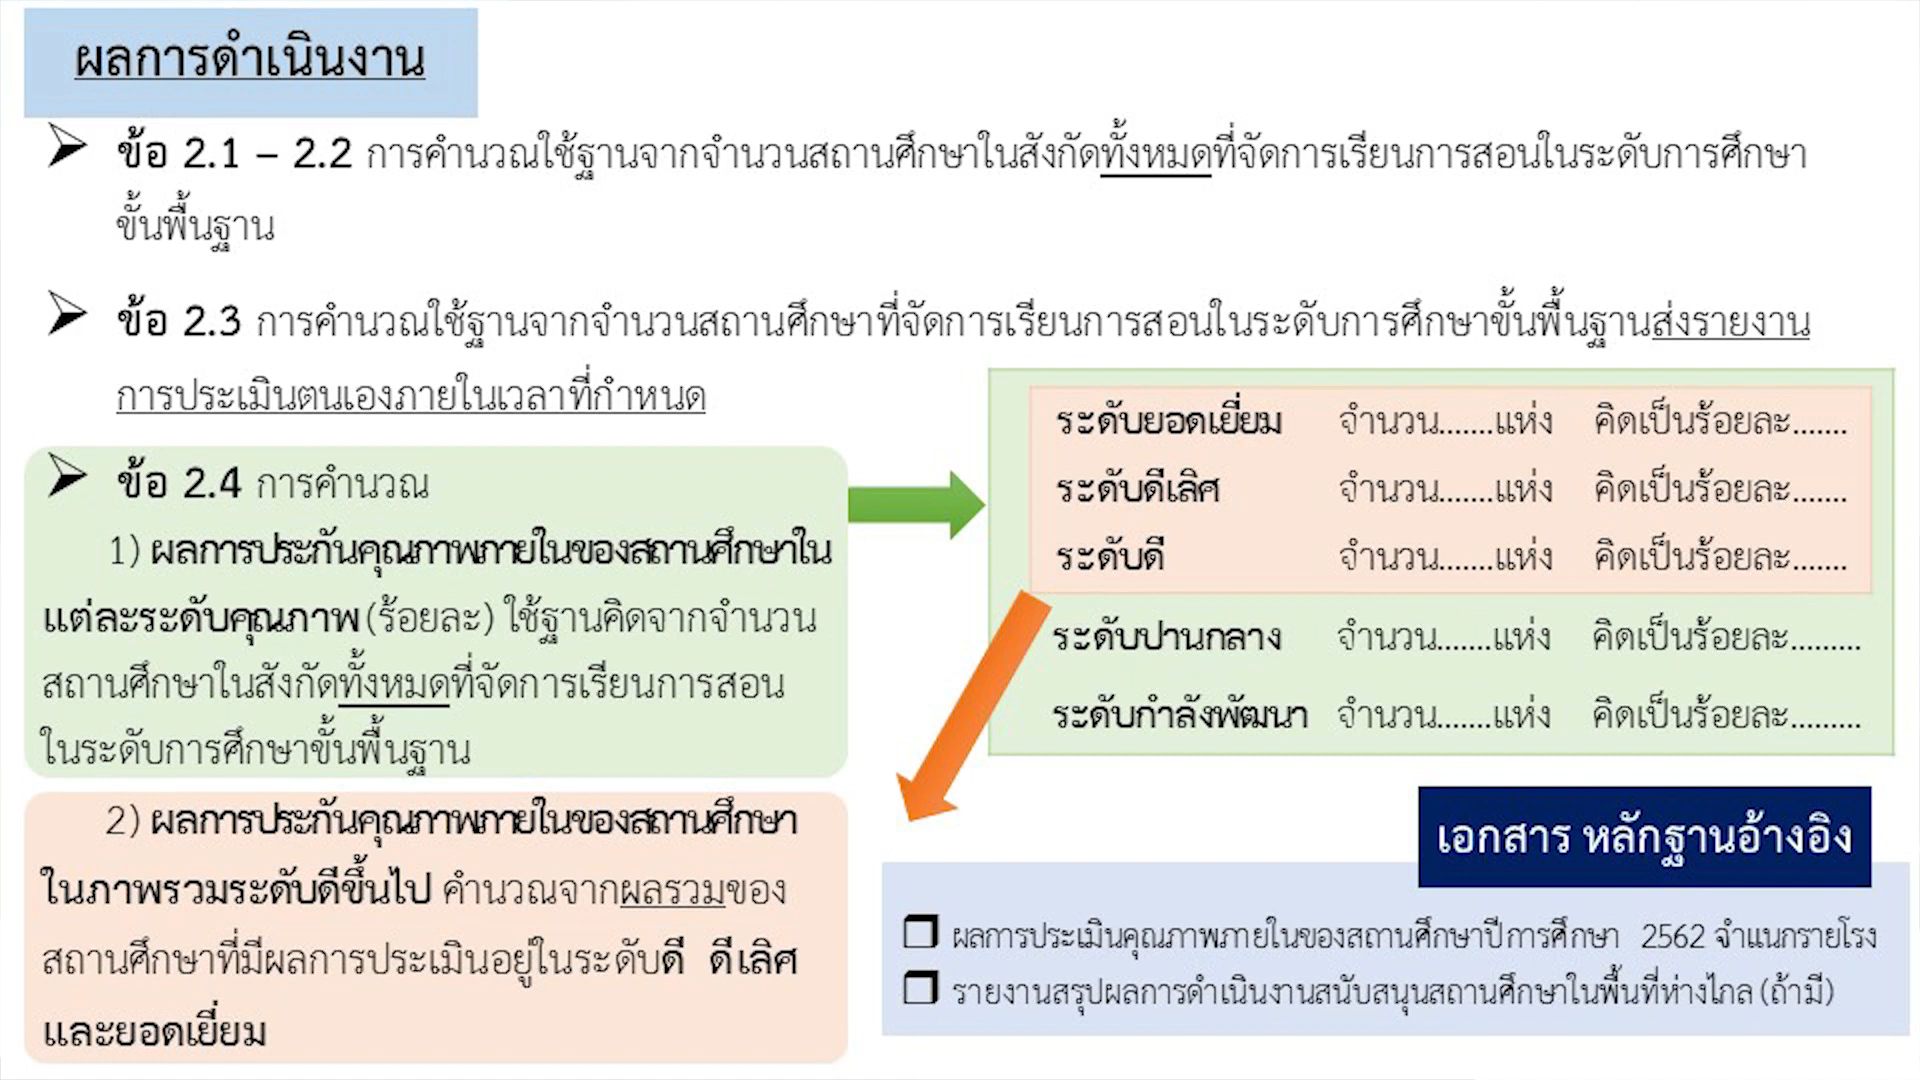 ผลการดำเนินงาน
➢ ข้อ 2.1 – 2.2 การคำนวณใช้ฐานจากจำนวนสถานศึกษาในสังกัดทั้งหมดที่จัดการเรียนการสอนในระดับการศึกษา
ขั้นพื้นฐาน
➢ ข้อ 2.3 การคำนวณใช้ฐานจากจำนวนสถานศึกษาที่จัดการเรียนการสอนในระดับการศึกษาขั้นพื้นฐานส่งรายงาน
การประเมินตนเองภายในเวลาที่กำหนด
➢ ข้อ 2.4 การคำนวณ
1) ผลการประกันคุณภาพภายในของสถานศึกษาใน
แต่ละระดับคุณภาพ (ร้อยละ) ใช้ฐานคิดจากจำนวน
สถานศึกษาในสังกัดทั้งหมดที่จัดการเรียนการสอน
ในระดับการศึกษาขั้นพื้นฐาน
2) ผลการประกันคุณภาพภายในของสถานศึกษา
ในภาพรวมระดับดีขึ้นไป คำนวณจากผลรวมของ
สถานศึกษาที่มีผลการประเมินอยู่ในระดับดี ดีเลิศ
และยอดเยี่ยม
ระดับยอดเยี่ยม จำนวน.......แห่ง คิดเป็นร้อยละ.......
ระดับดีเลิศ จำนวน.......แห่ง คิดเป็นร้อยละ.......
ระดับดี จำนวน.......แห่ง คิดเป็นร้อยละ.......
ระดับปานกลาง จำนวน.......แห่ง คิดเป็นร้อยละ.........
ระดับกำลังพัฒนา จำนวน.......แห่ง คิดเป็นร้อยละ.........
เอกสาร หลักฐานอ้างอิง
❒ ผลการประเมินคุณภาพภายในของสถานศึกษาปีการศึกษา 2562 จำแนกรายโรง
❒ รายงานสรุปผลการดำเนินงานสนับสนุนสถานศึกษาในพื้นที่ห่างไกล (ถ้ามี)